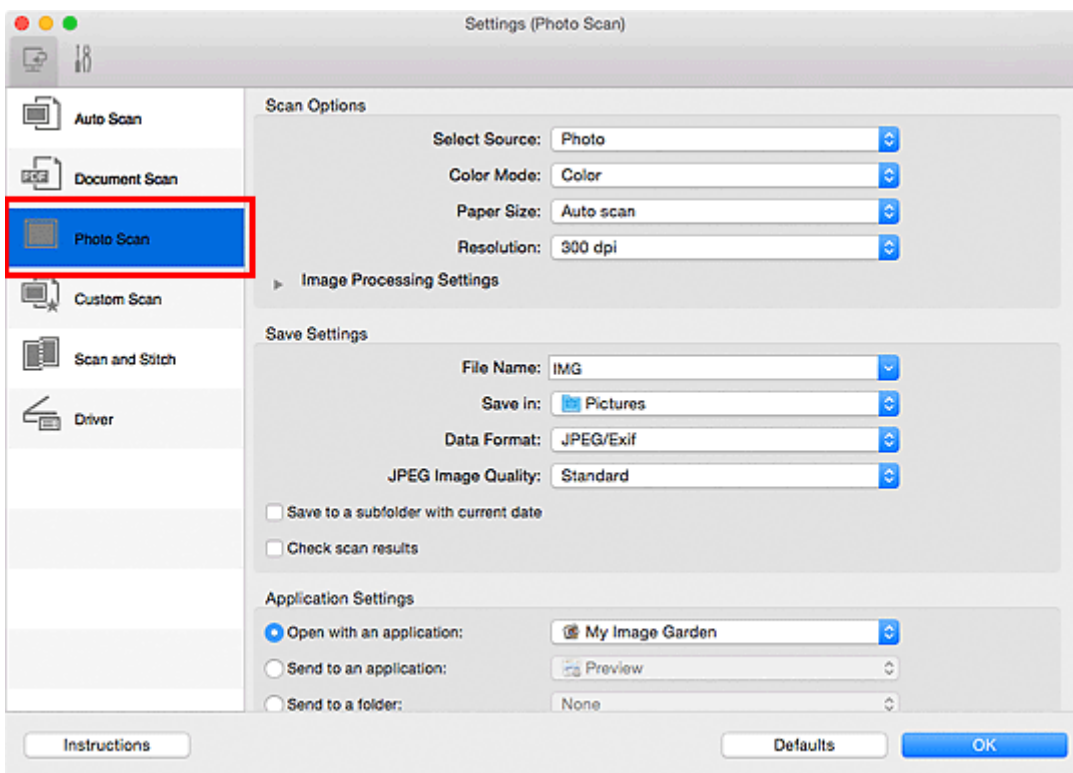 Settings (Photo Scan)
Auto Scan
PDF
Document Scan
Photo Scan
Custom Scan
Scan and Stitch
Driver
Scan Options
Select Source: Photo
Color Mode: Color
Paper Size: Auto scan
Resolution: 300 dpi
Image Processing Settings
Save Settings
File Name: IMG
Save in: Pictures
Data Format: JPEG/Exif
JPEG Image Quality: Standard
Save to a subfolder with current date
Check scan results
Application Settings
Open with an application: My Image Garden
Send to an application: Preview
Send to a folder: None
Instructions
Defaults
OK